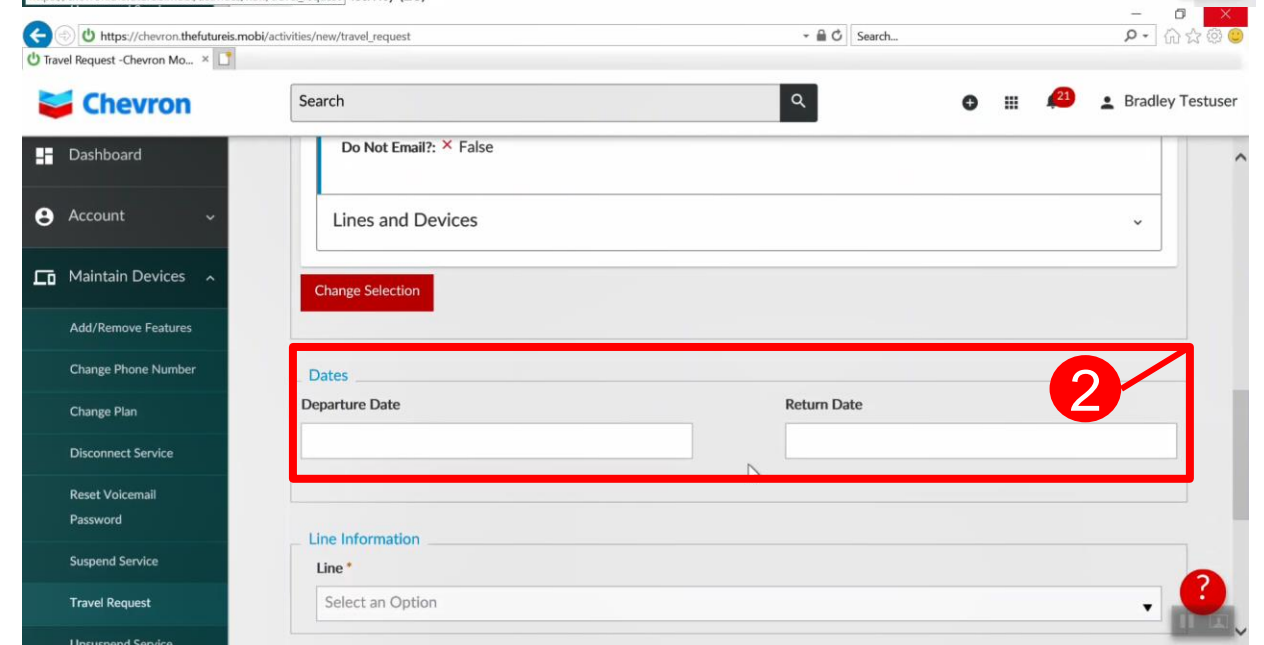 https://chevron.thefutureis.mobi/activities/new/travel_request
Search...
Travel Request -Chevron Mo... ×
Chevron
Search
21
Bradley Testuser
Dashboard
Do Not Email?: × False
Account
Lines and Devices
Maintain Devices
Change Selection
Add/Remove Features
Change Phone Number
Dates
2
Departure Date
Return Date
Change Plan
Disconnect Service
Reset Voicemail
Password
Line Information
Suspend Service
Line *
Travel Request
Select an Option
?
Unsuspend Service